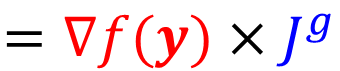 = ∇f(y) × J^g